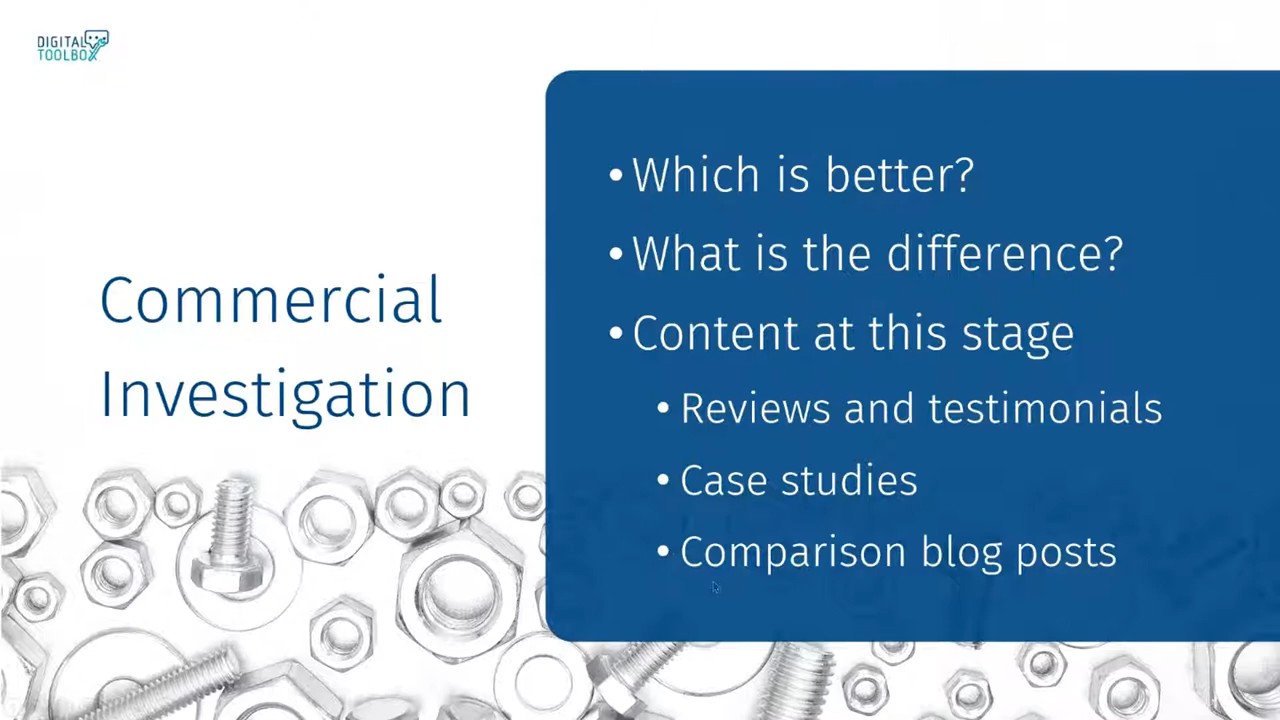 DIGITAL
TOOLBOX
Commercial
Investigation
• Which is better?
• What is the difference?
• Content at this stage
• Reviews and testimonials
• Case studies
• Comparison blog posts